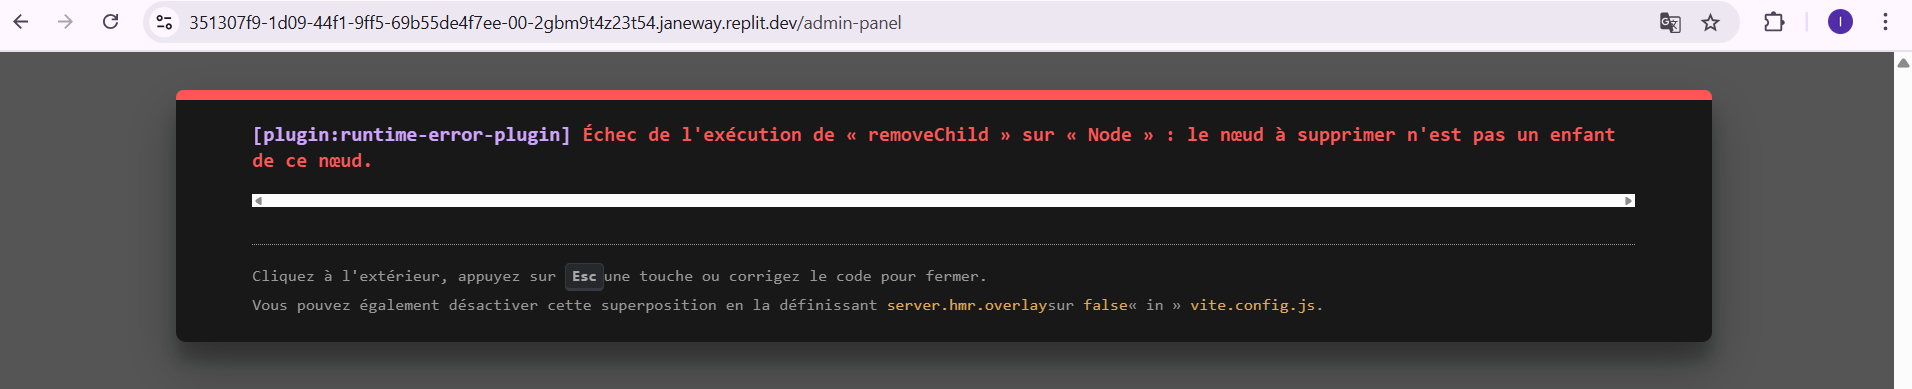 351307f9-1d09-44f1-9ff5-69b55de4f7ee-00-2gbm9t4z23t54.janeway.replit.dev/admin-panel
I
[plugin:runtime-error-plugin] Échec de l'exécution de « removeChild » sur « Node » : le nœud à supprimer n'est pas un enfant
de ce nœud.
Cliquez à l'extérieur, appuyez sur Esc une touche ou corrigez le code pour fermer.
Vous pouvez également désactiver cette superposition en la définissant server.hmr.overlaysur false« in » vite.config.js.